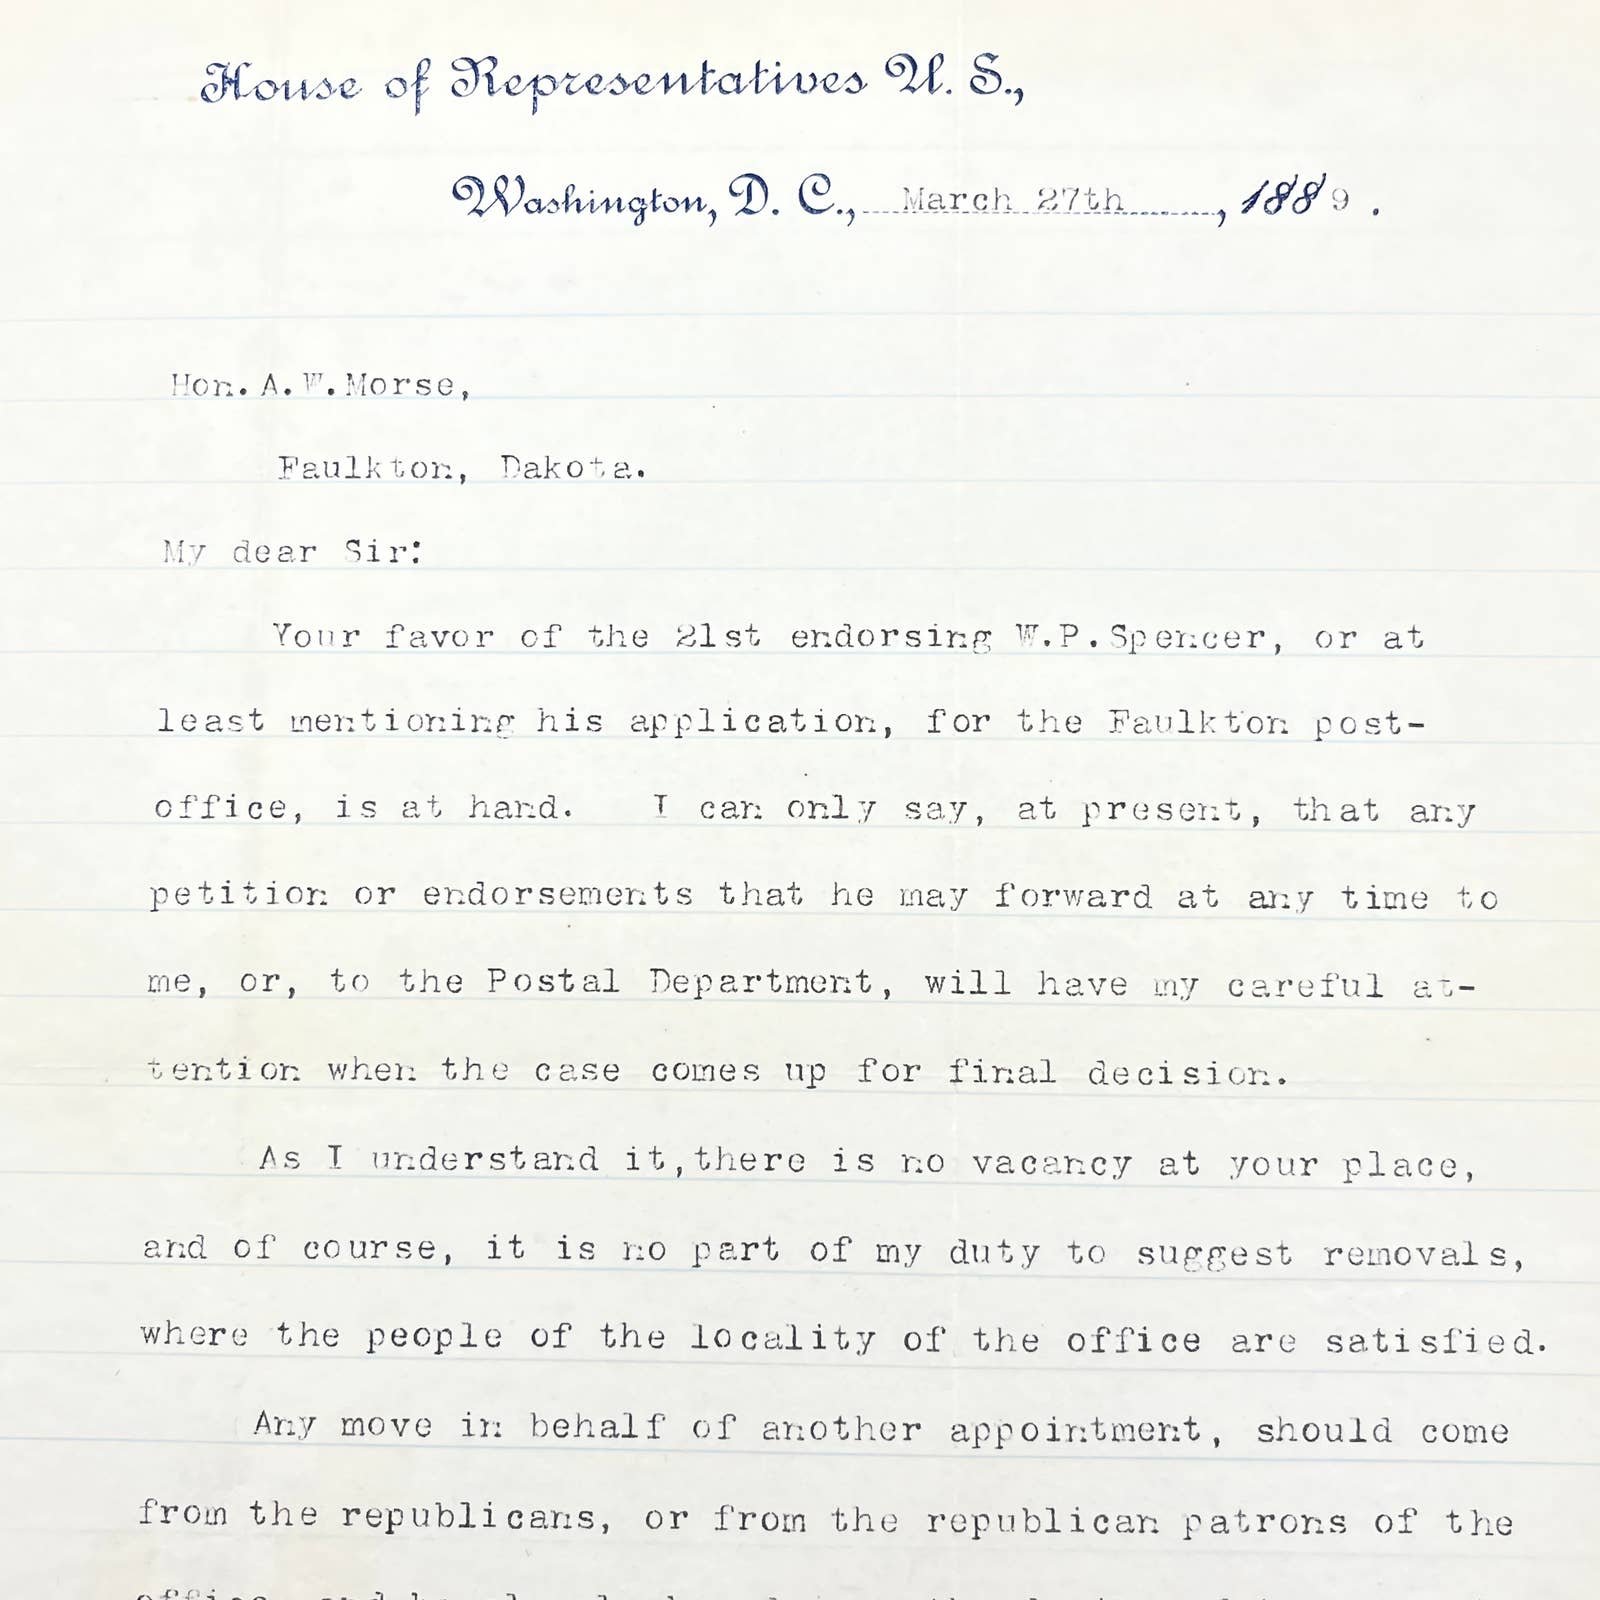 House of Representatives U. S.,
Washington, D. C., March 27th, 1889.
Hon. A. W. Morse,
Faulkton, Dakota.
My dear Sir:
Your favor of the 21st endorsing W.P.Spencer, or at
least mentioning his application, for the Faulkton post-
office, is at hand. I can only say, at present, that any
petition or endorsements that he may forward at any time to
me, or, to the Postal Department, will have my careful at-
tention when the case comes up for final decision.
As I understand it,there is no vacancy at your place,
and of course, it is no part of my duty to suggest removals,
where the people of the locality of the office are satisfied.
Any move in behalf of another appointment, should come
from the republicans, or from the republican patrons of the
office, and